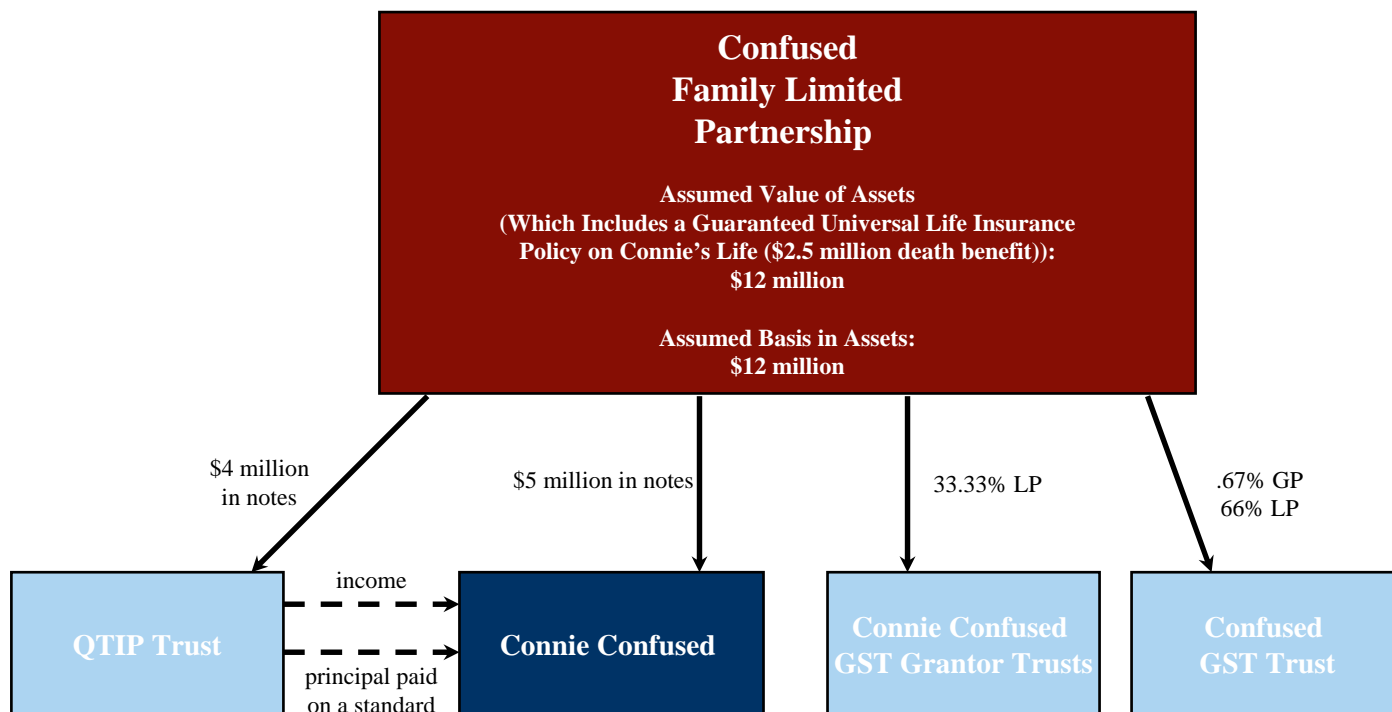 Confused
Family Limited
Partnership
Assumed Value of Assets
(Which Includes a Guaranteed Universal Life Insurance
Policy on Connie’s Life ($2.5 million death benefit)):
$12 million
Assumed Basis in Assets:
$12 million
$4 million
in notes
$5 million in notes
33.33% LP
.67% GP
66% LP
QTIP Trust
income
principal paid
on a standard
Connie Confused
Connie Confused
GST Grantor Trusts
Confused
GST Trust